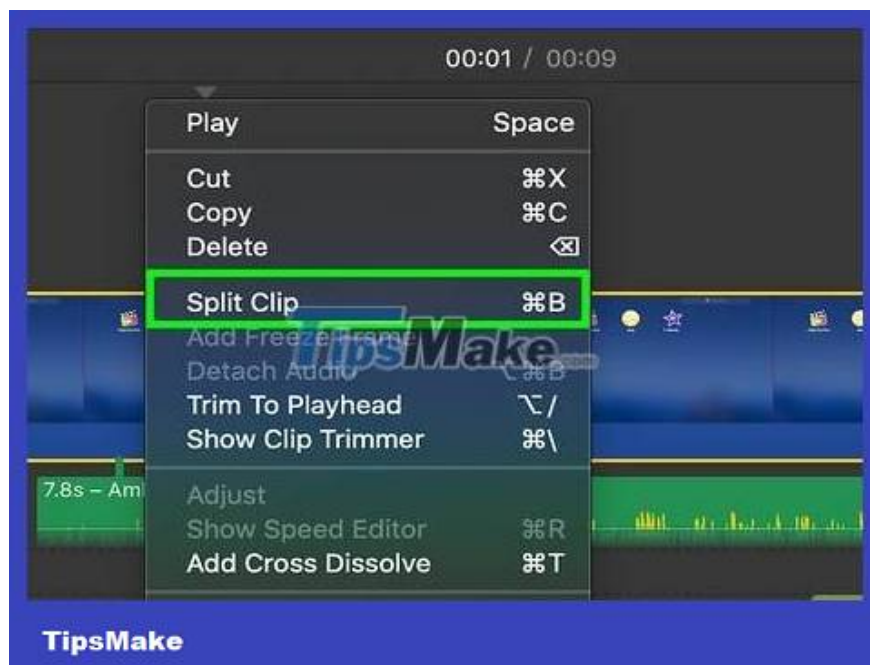 00:01 / 00:09
Play Space
Cut ⌘X
Copy ⌘C
Delete ⌫
Split Clip ⌘B
Add Freeze Frame
TipsMake.com
Detach Audio ⌥⌘B
Trim To Playhead ⌥/
Show Clip Trimmer ⌘\
7.8s – Am
Adjust
Show Speed Editor ⌘R
Add Cross Dissolve ⌘T
TipsMake